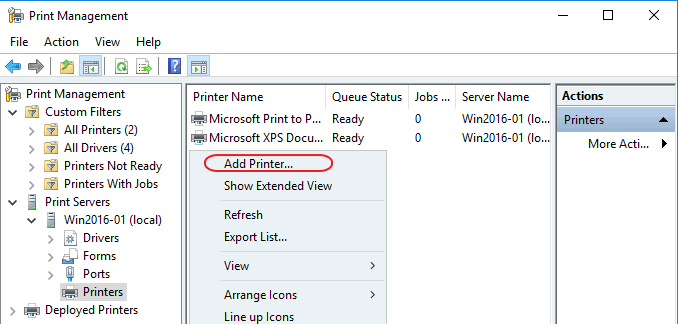 Print Management
File Action View Help
Print Management
Custom Filters
All Printers (2)
All Drivers (4)
Printers Not Ready
Printers With Jobs
Print Servers
Win2016-01 (local)
Drivers
Forms
Ports
Printers
Deployed Printers
Printer Name Queue Status Jobs ... Server Name
Microsoft Print to P... Ready 0 Win2016-01 (lo...
Microsoft XPS Docu... Ready 0 Win2016-01 (lo...
Add Printer...
Show Extended View
Refresh
Export List...
View
Arrange Icons
Line up Icons
Actions
Printers
More Acti...